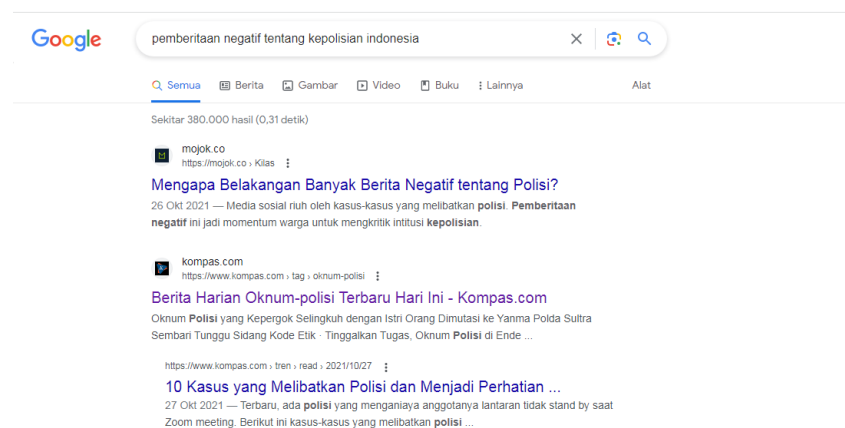 Google
pemberitaan negatif tentang kepolisian indonesia
Semua Berita Gambar Video Buku Lainnya Alat
Sekitar 380.000 hasil (0,31 detik)
mojok.co
https://mojok.co › Kilas
Mengapa Belakangan Banyak Berita Negatif tentang Polisi?
26 Okt 2021 — Media sosial riuh oleh kasus-kasus yang melibatkan polisi. Pemberitaan
negatif ini jadi momentum warga untuk mengkritik intitusi kepolisian.
kompas.com
https://www.kompas.com › tag › oknum-polisi
Berita Harian Oknum-polisi Terbaru Hari Ini - Kompas.com
Oknum Polisi yang Kepergok Selingkuh dengan Istri Orang Dimutasi ke Yanma Polda Sultra
Sembari Tunggu Sidang Kode Etik · Tinggalkan Tugas, Oknum Polisi di Ende ...
https://www.kompas.com › tren › read › 2021/10/27
10 Kasus yang Melibatkan Polisi dan Menjadi Perhatian ...
27 Okt 2021 — Terbaru, ada polisi yang menganiaya anggotanya lantaran tidak stand by saat
Zoom meeting. Berikut ini kasus-kasus yang melibatkan polisi ...